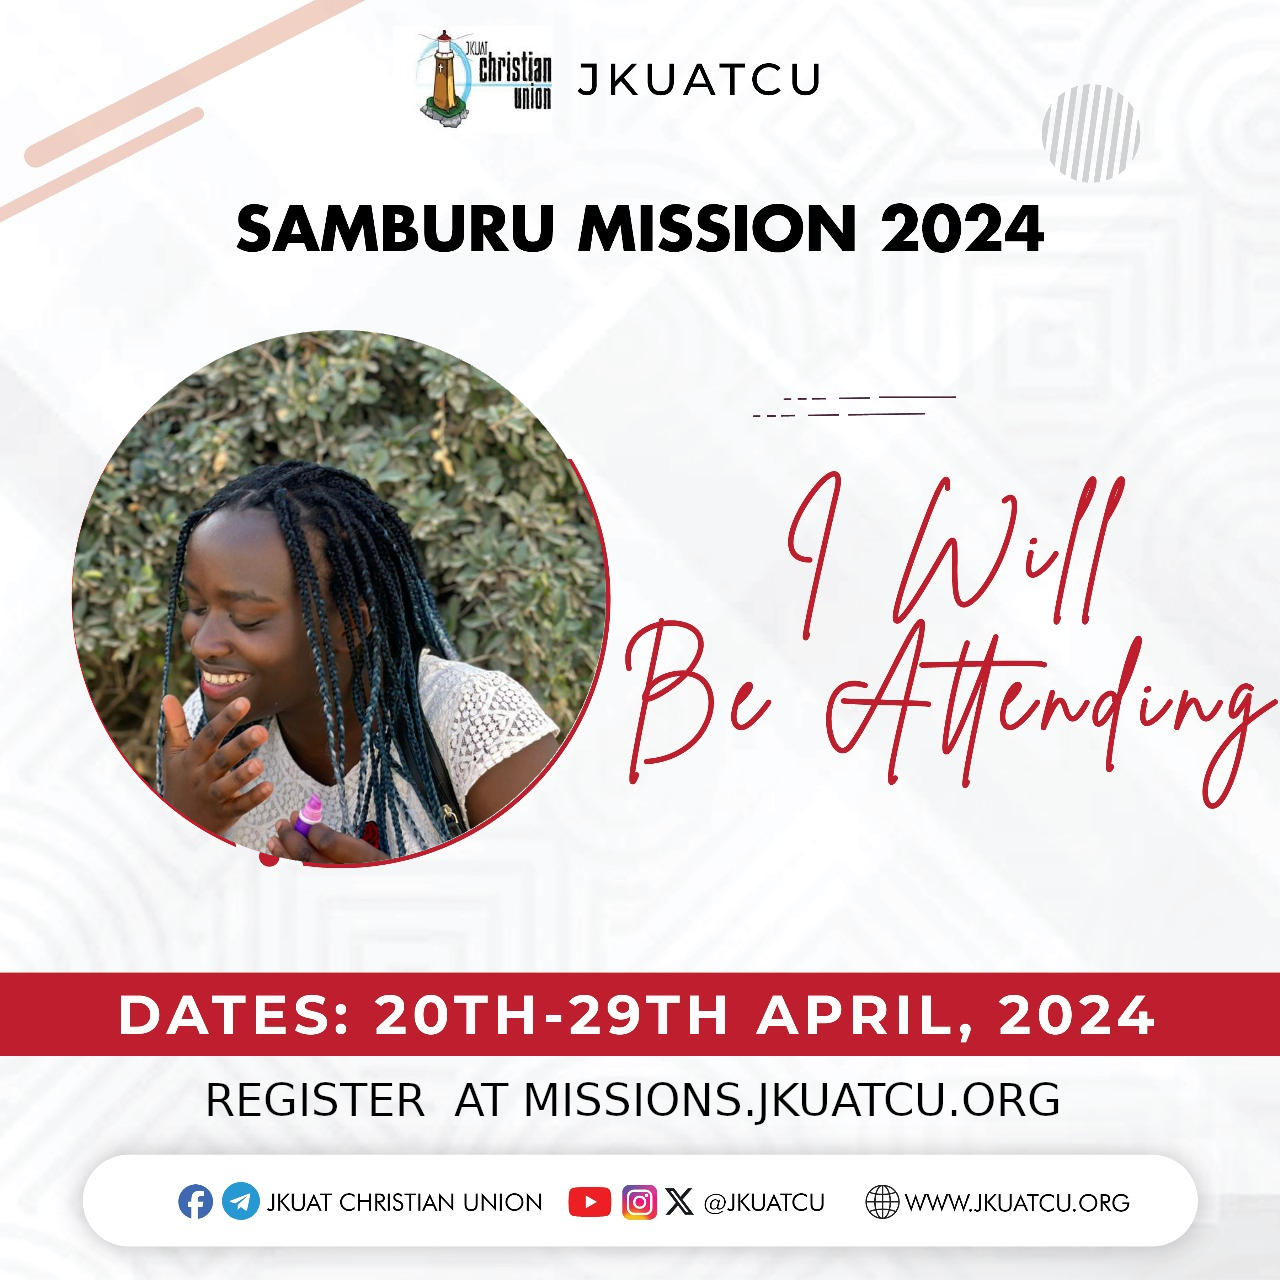 JKUAT
christian
union
JKUATCU
SAMBURU MISSION 2024
I Will
Be Attending
DATES: 20TH-29TH APRIL, 2024
REGISTER  AT MISSIONS.JKUATCU.ORG
JKUAT CHRISTIAN UNION @JKUATCU WWW.JKUATCU.ORG